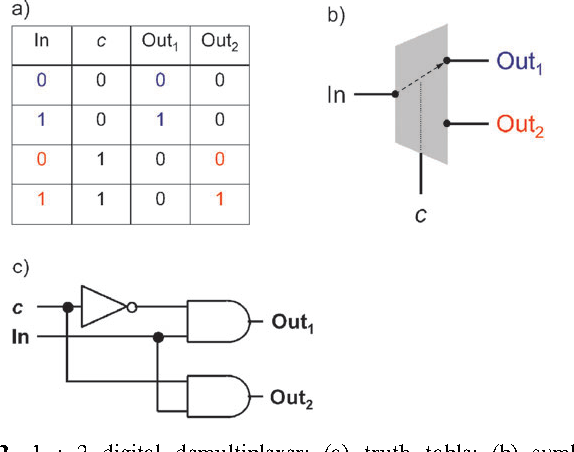 a)
In c Out₁ Out₂
0 0 0 0
1 0 1 0
0 1 0 0
1 1 0 1
b)
In
Out₁
Out₂
c
c)
c
In
Out₁
Out₂
1 : 2 digital demultiplexer: (a) truth table; (b)